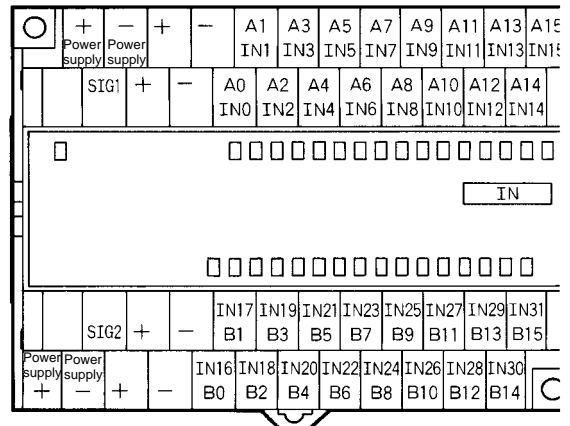 + − + − A1 A3 A5 A7 A9 A11 A13 A15
Power Power IN1 IN3 IN5 IN7 IN9 IN11 IN13 IN15
supply supply
SIG1 + − A0 A2 A4 A6 A8 A10 A12 A14
IN0 IN2 IN4 IN6 IN8 IN10 IN12 IN14
IN
IN17 IN19 IN21 IN23 IN25 IN27 IN29 IN31
SIG2 + − B1 B3 B5 B7 B9 B11 B13 B15
Power Power IN16 IN18 IN20 IN22 IN24 IN26 IN28 IN30
supply supply
+ − + − B0 B2 B4 B6 B8 B10 B12 B14